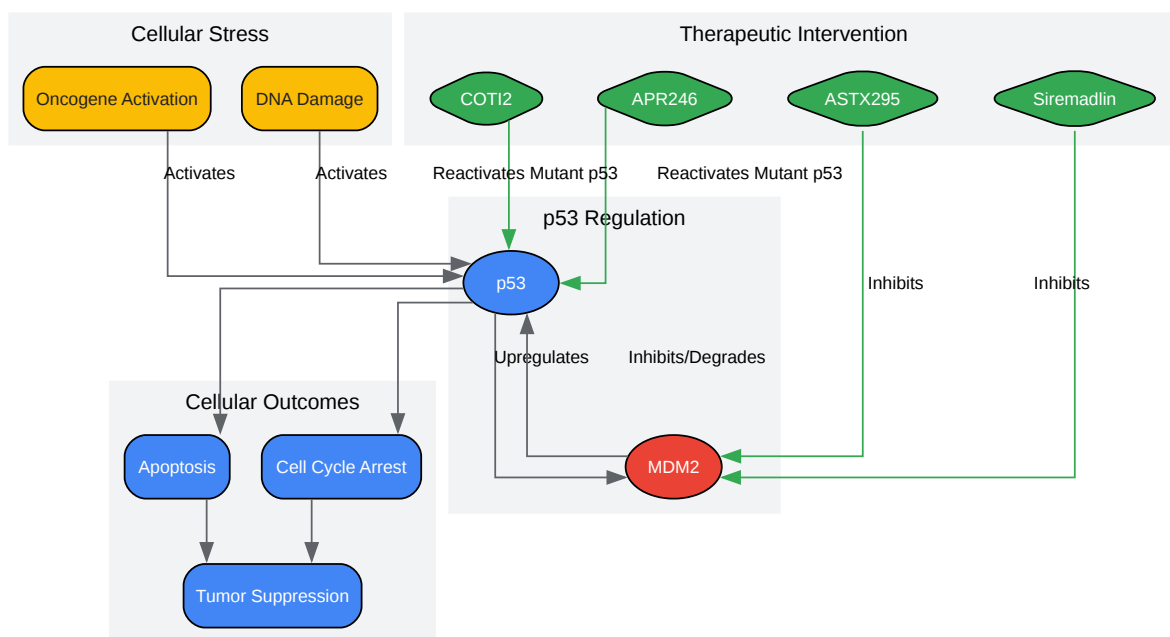 Cellular Stress
Therapeutic Intervention
Oncogene Activation
DNA Damage
COTI2
APR246
ASTX295
Siremadlin
Activates
Activates
Reactivates Mutant p53
Reactivates Mutant p53
p53 Regulation
p53
Inhibits
Inhibits
Upregulates
Inhibits/Degrades
Cellular Outcomes
Apoptosis
Cell Cycle Arrest
MDM2
Tumor Suppression